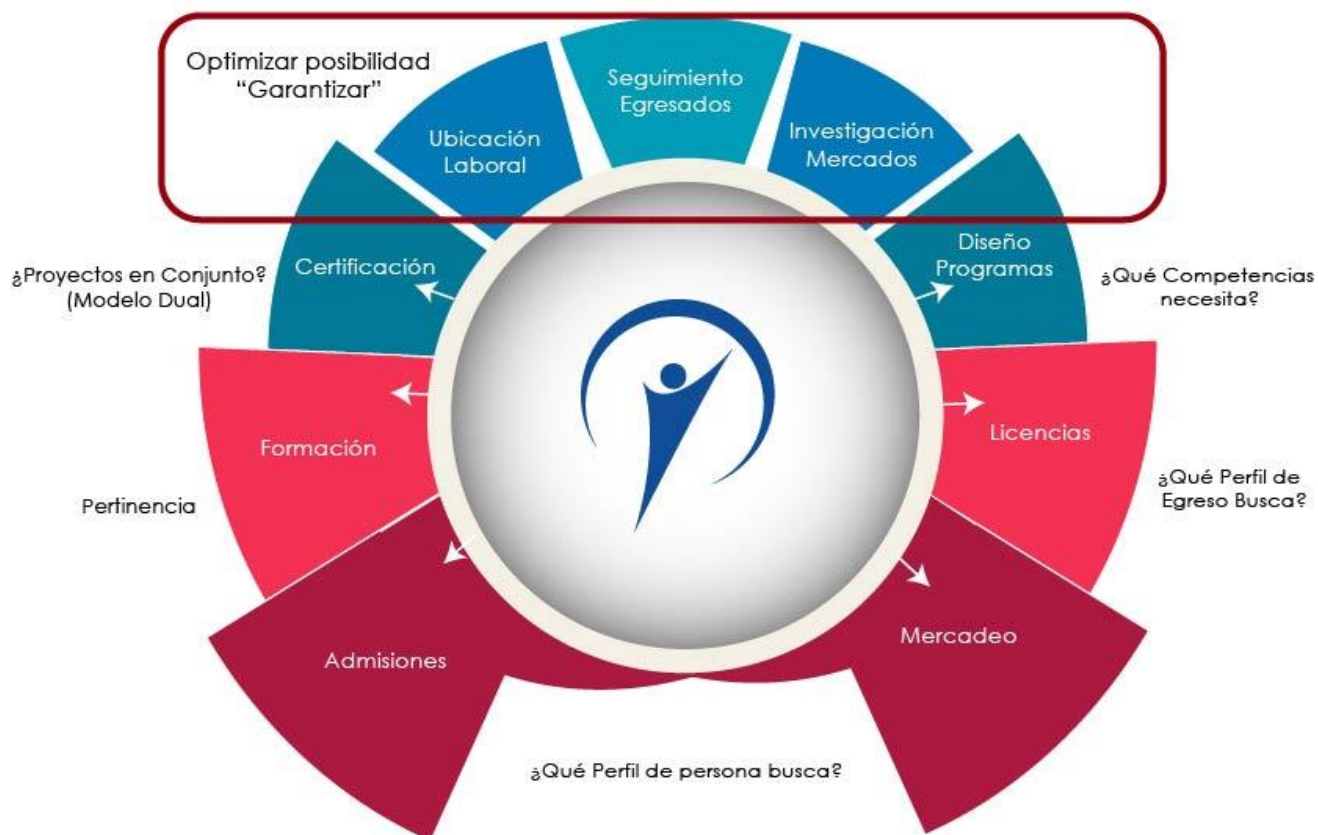 Optimizar posibilidad
“Garantizar”
Seguimiento
Egresados
Ubicación
Laboral
Investigación
Mercados
Certificación
Diseño
Programas
¿Proyectos en Conjunto?
(Modelo Dual)
¿Qué Competencias
necesita?
Formación
Licencias
Pertinencia
¿Qué Perfil de
Egreso Busca?
Admisiones
Mercadeo
¿Qué Perfil de persona busca?